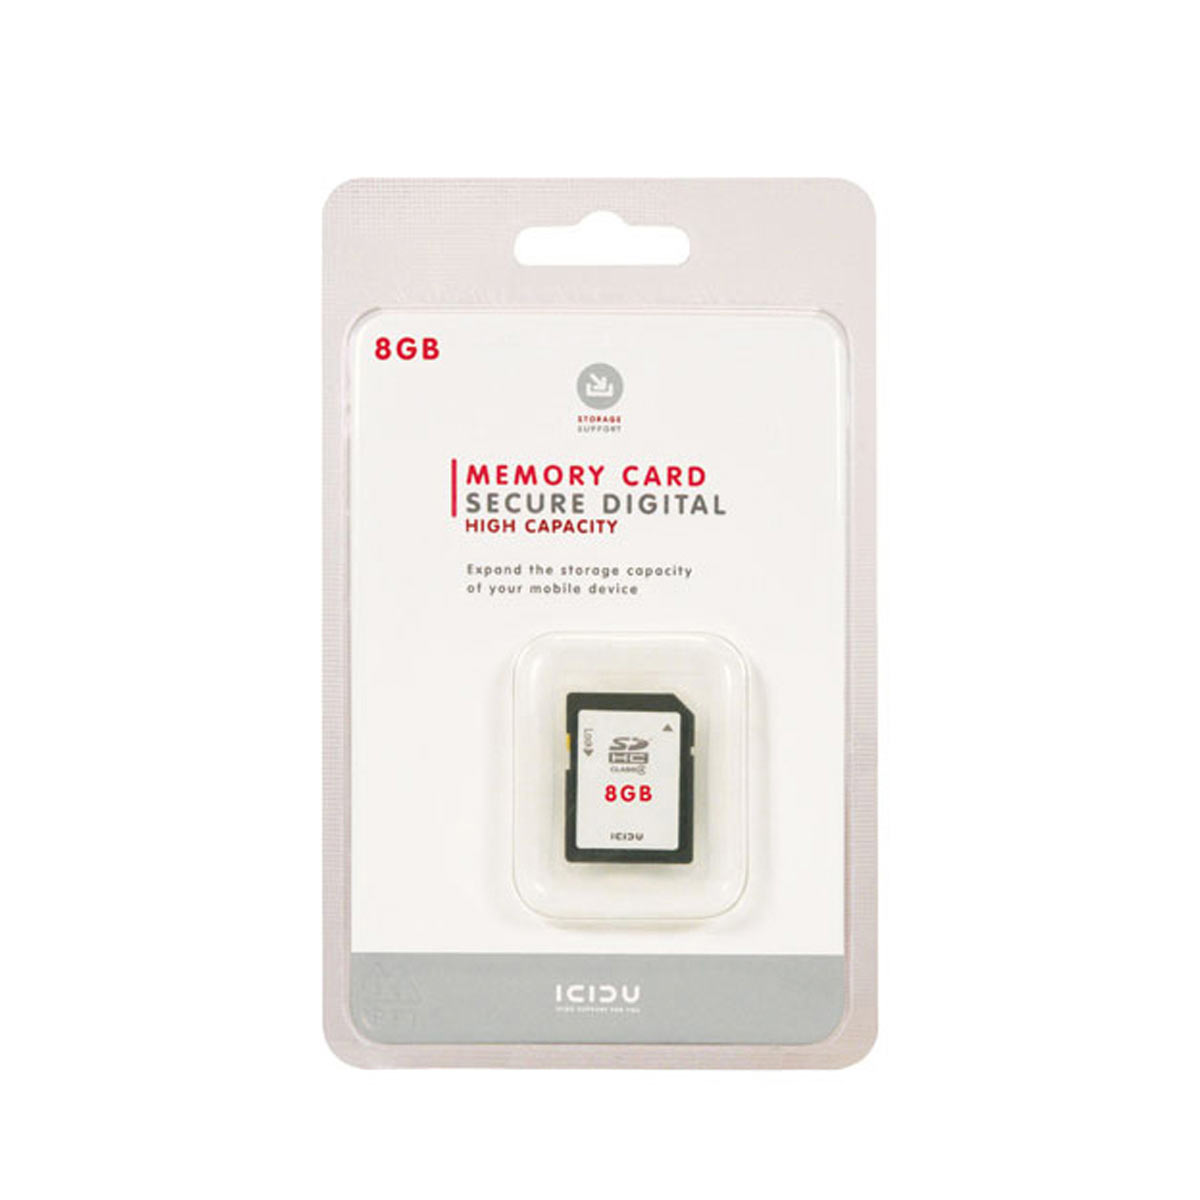 8GB
STORAGE
SUPPORT
MEMORY CARD
SECURE DIGITAL
HIGH CAPACITY
Expand the storage capacity
of your mobile device
Lock
SD
HC
8GB
ICIDU
ICIDU